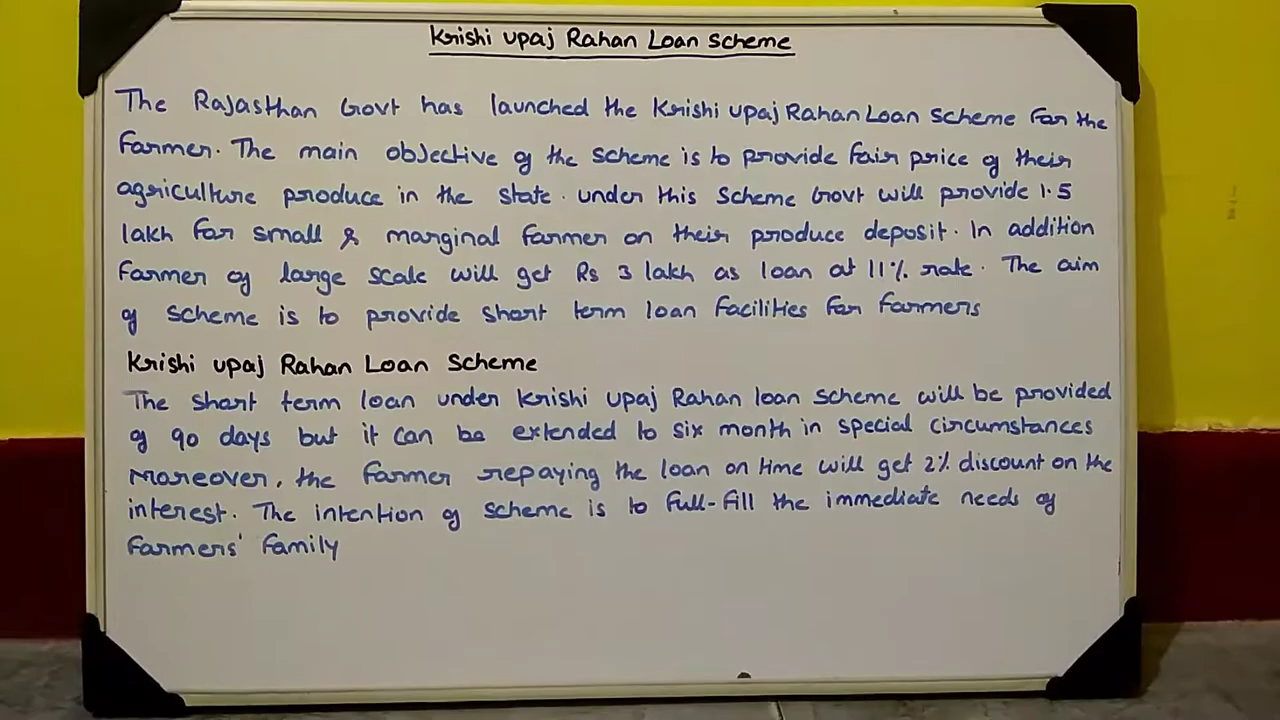 Krishi upaj Rahan Loan Scheme
The Rajasthan Govt has launched the Krishi upaj Rahan Loan Scheme for the
farmer. The main objective of the scheme is to provide fair price of their
agriculture produce in the state. under this Scheme Govt will provide 1.5
lakh for small & marginal farmer on their produce deposit. In addition
farmer of large scale will get Rs 3 lakh as loan at 11% rate. The aim
of scheme is to provide short term loan facilities for farmers
Krishi upaj Rahan Loan Scheme
The short term loan under Krishi upaj Rahan loan scheme will be provided
of 90 days but it can be extended to six month in special circumstances
Moreover, the farmer repaying the loan on time will get 2% discount on the
interest. The intention of scheme is to full-fill the immediate needs of
farmers' family